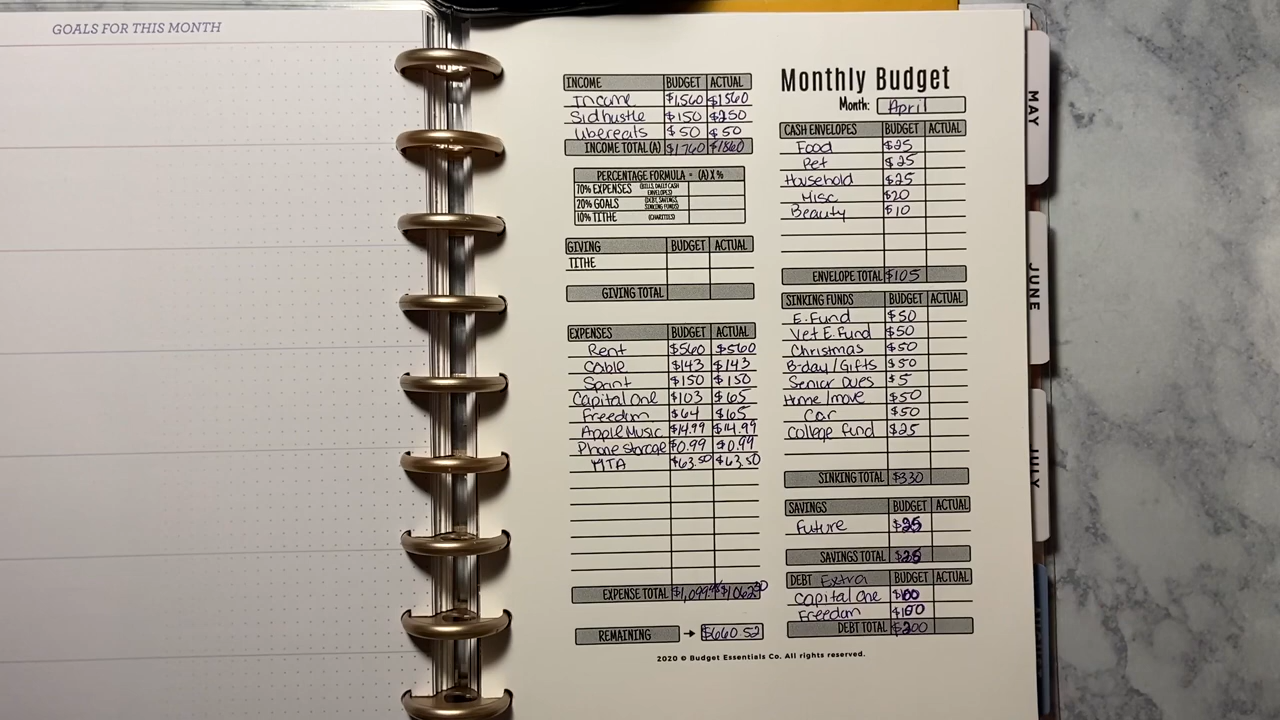 GOALS FOR THIS MONTH
INCOME BUDGET ACTUAL
Income $1,560 $1560
Sidhustle $150 $250
Ubereats $50 $50
INCOME TOTAL (A) $1760 $1860
PERCENTAGE FORMULA = (A) X %
70% EXPENSES (BILLS, DAILY CASH ENVELOPES)
20% GOALS (DEBT, SAVINGS, SINKING FUNDS)
10% TITHE (CHARITIES)
GIVING BUDGET ACTUAL
TITHE
GIVING TOTAL
EXPENSES BUDGET ACTUAL
Rent $560 $560
Cable $143 $143
Sprint $150 $150
Capital One $103 $65
Freedom $64 $65
Apple Music $14.99 $14.99
Phone storage $0.99 $0.99
MTA $63.50 $63.50
EXPENSE TOTAL
REMAINING → $660.52
Monthly Budget
Month: April
CASH ENVELOPES BUDGET ACTUAL
Food $25
Pet $25
Household $25
Misc $20
Beauty $10
ENVELOPE TOTAL $105
SINKING FUNDS BUDGET ACTUAL
E. Fund $50
Vet E. Fund $50
Christmas $50
B-day/Gifts $50
Senior Dues $5
Home/move $50
Car $50
College fund $25
SINKING TOTAL $330
SAVINGS BUDGET ACTUAL
Future $25
SAVINGS TOTAL $25
DEBT Extra BUDGET ACTUAL
Capital One $100
Freedom $100
DEBT TOTAL $200
2020 © Budget Essentials Co. All rights reserved.
MAY
JUNE
JULY